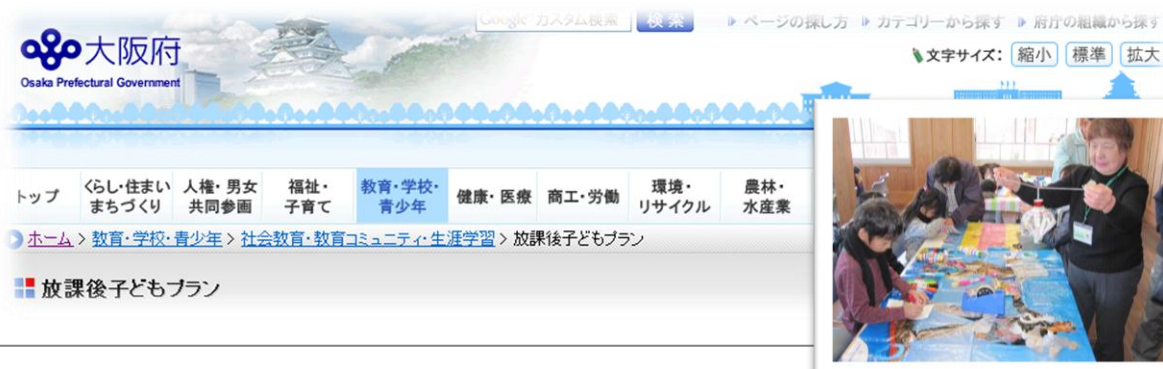 Google カスタム検索 検索 ページの探し方 カテゴリーから探す 府庁の組織から探す
大阪府
Osaka Prefectural Government
文字サイズ: 縮小 標準 拡大
トップ くらし・住まい 人権・男女 福祉・ 教育・学校・ 健康・医療 商工・労働 環境・ 農林・
まちづくり 共同参画 子育て 青少年 リサイクル 水産業
ホーム > 教育・学校・青少年 > 社会教育・教育コミュニティ・生涯学習 > 放課後子どもプラン
放課後子どもプラン